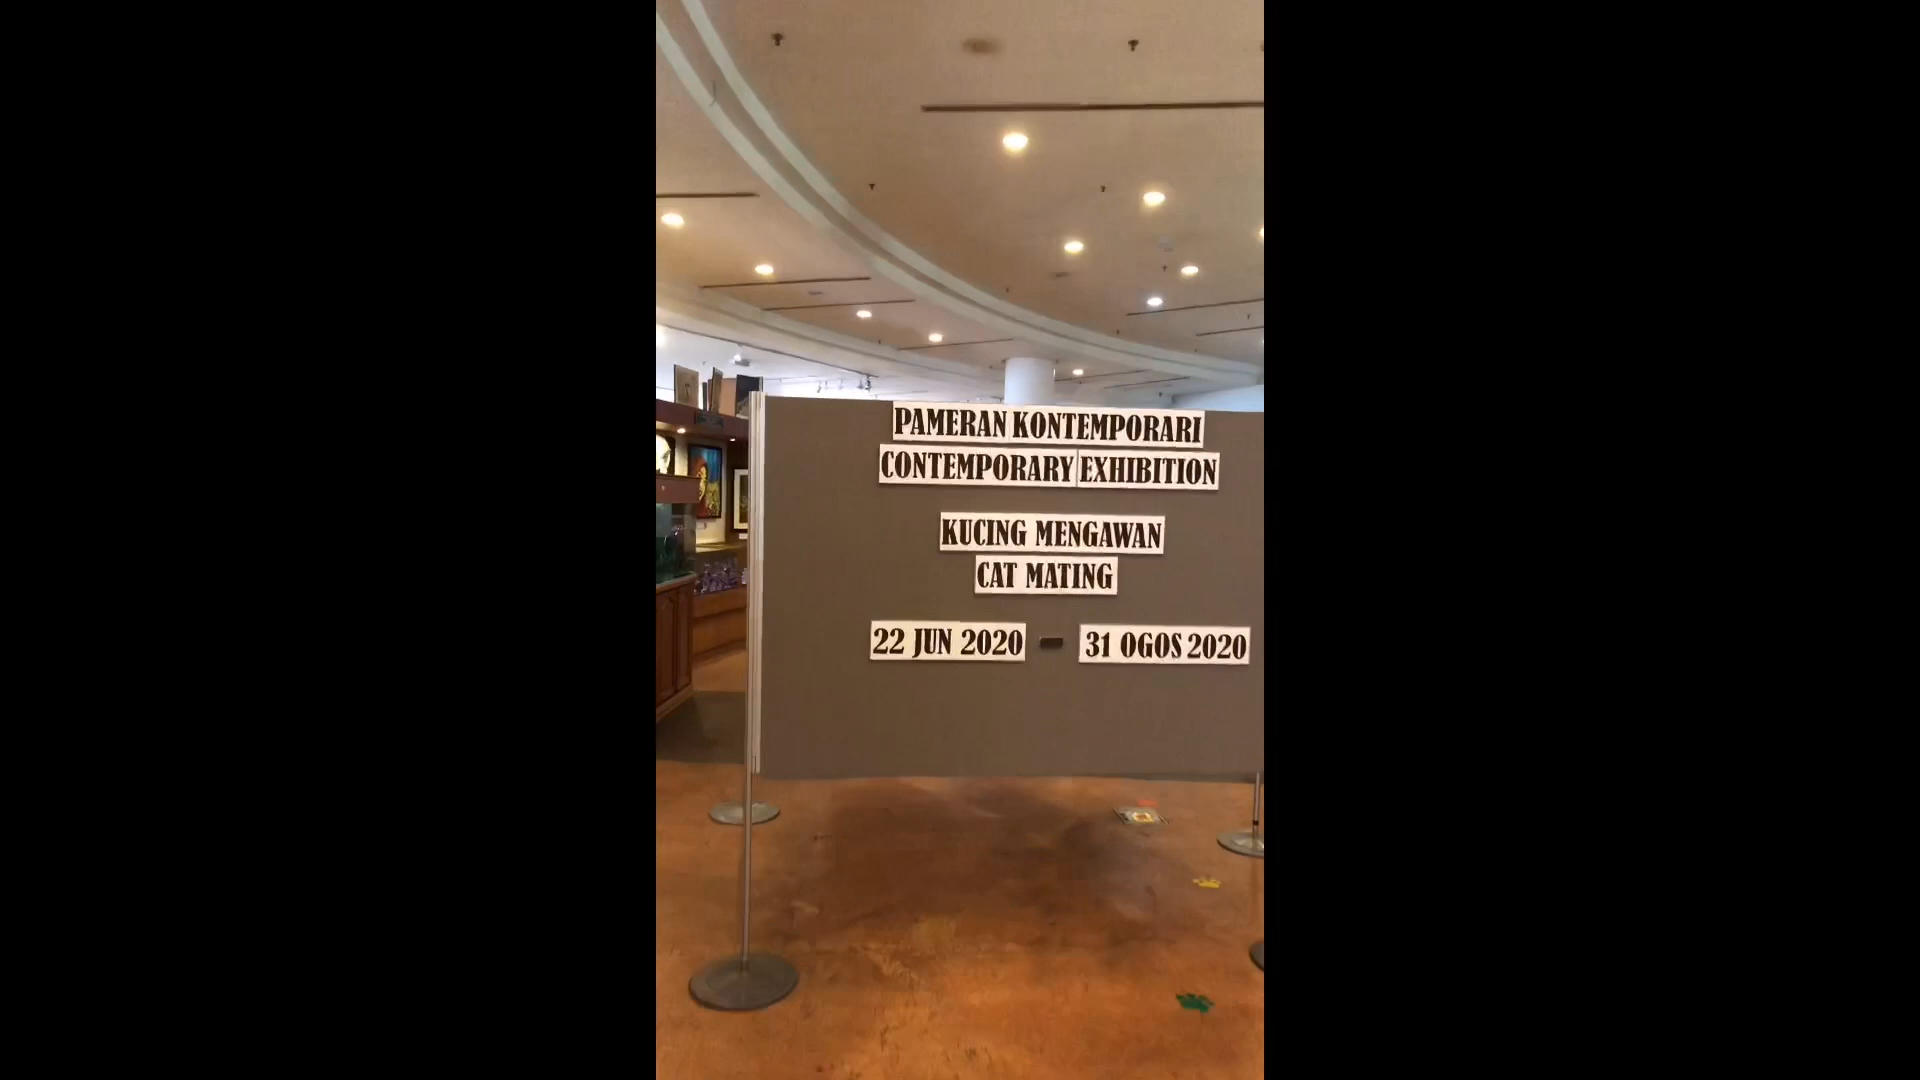 PAMERAN KONTEMPORARI
CONTEMPORARY EXHIBITION
KUCING MENGAWAN
CAT MATING
22 JUN 2020 - 31 OGOS 2020